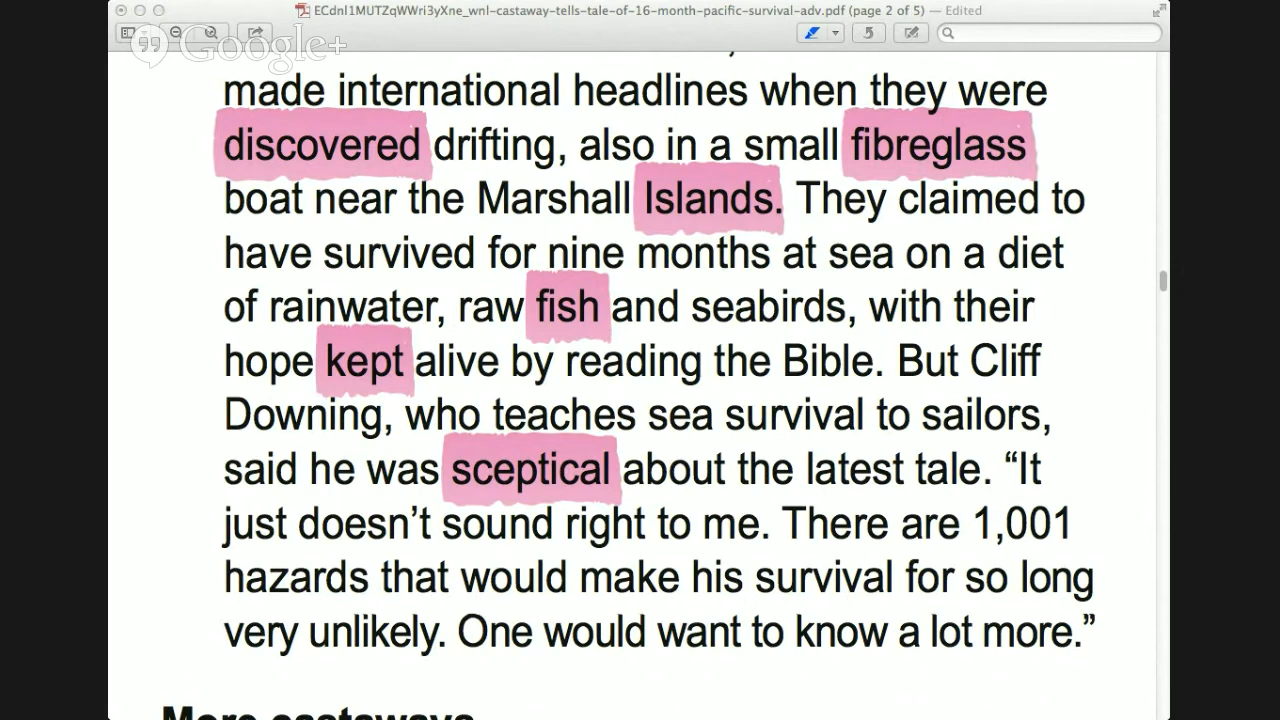 ECdnl1MUTZqWWri3yXne_wnl-castaway-tells-tale-of-16-month-pacific-survival-adv.pdf (page 2 of 5) — Edited
Google+
made international headlines when they were
discovered drifting, also in a small fibreglass
boat near the Marshall Islands. They claimed to
have survived for nine months at sea on a diet
of rainwater, raw fish and seabirds, with their
hope kept alive by reading the Bible. But Cliff
Downing, who teaches sea survival to sailors,
said he was sceptical about the latest tale. “It
just doesn’t sound right to me. There are 1,001
hazards that would make his survival for so long
very unlikely. One would want to know a lot more.”
More castaways